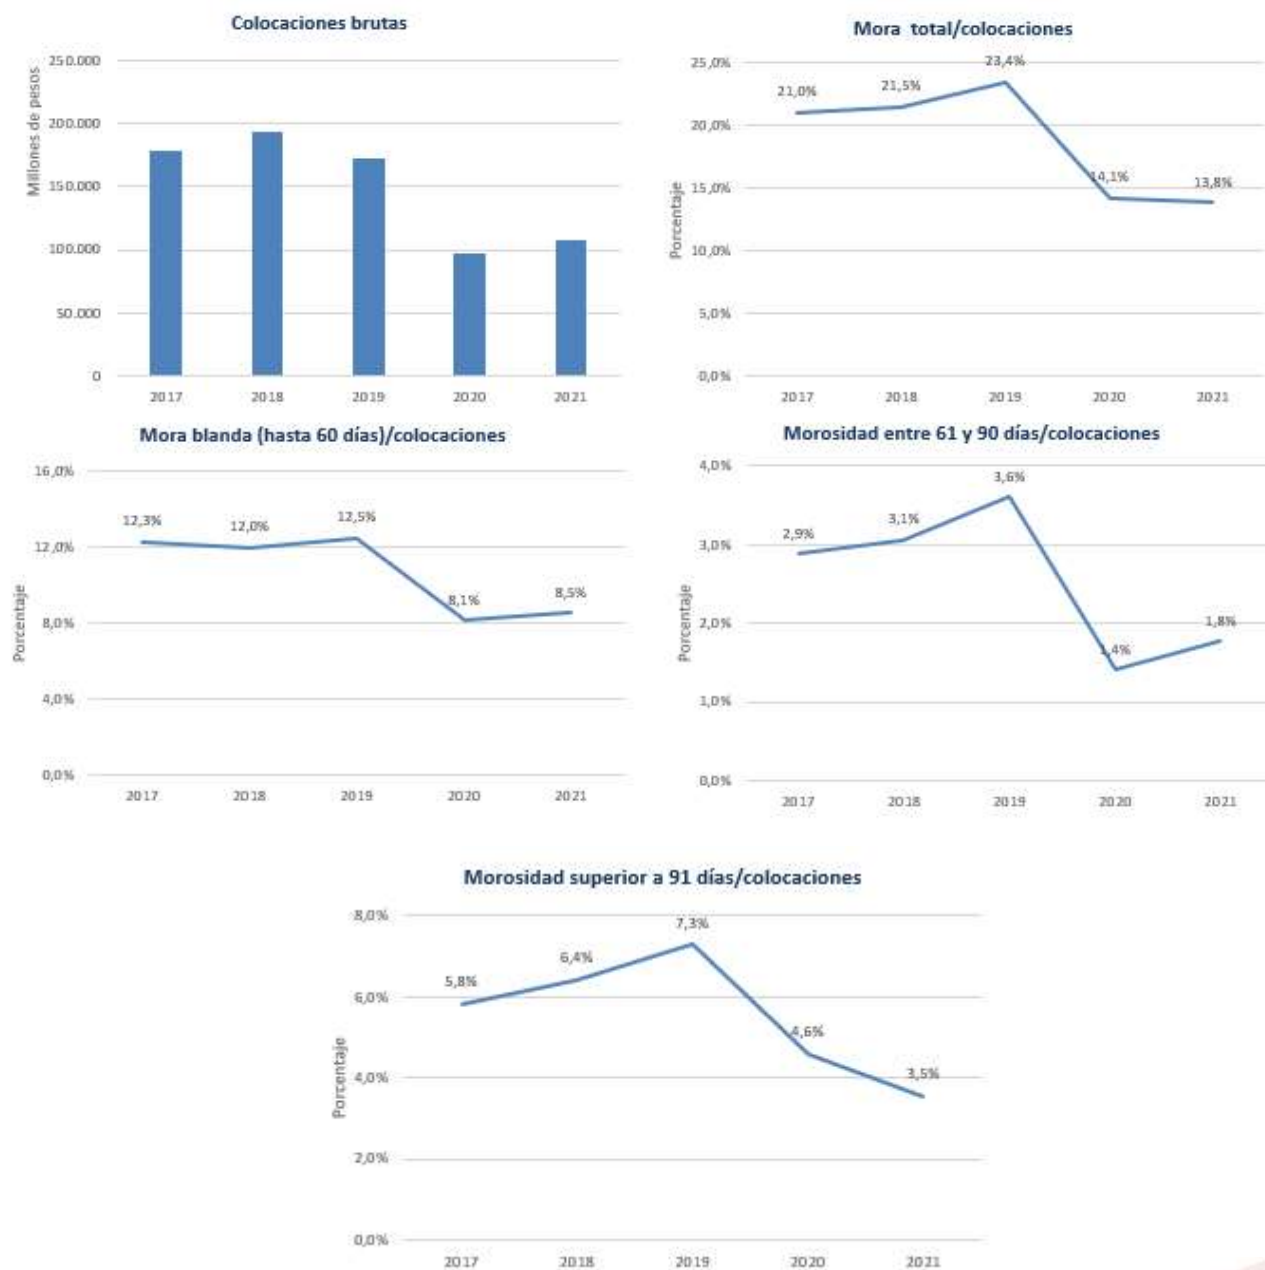 Colocaciones brutas
Millones de pesos
250.000
200.000
150.000
100.000
50.000
0
2017 2018 2019 2020 2021
Mora total/colocaciones
Porcentaje
25,0%
20,0%
15,0%
10,0%
5,0%
0,0%
21,0% 21,5% 23,4% 14,1% 13,8%
2017 2018 2019 2020 2021
Mora blanda (hasta 60 días)/colocaciones
Porcentaje
16,0%
12,0%
8,0%
4,0%
0,0%
12,3% 12,0% 12,5% 8,1% 8,5%
2017 2018 2019 2020 2021
Morosidad entre 61 y 90 días/colocaciones
Porcentaje
4,0%
3,0%
2,0%
1,0%
0,0%
2,9% 3,1% 3,6% 1,4% 1,8%
2017 2018 2019 2020 2021
Morosidad superior a 91 días/colocaciones
Porcentaje
8,0%
6,0%
4,0%
2,0%
0,0%
5,8% 6,4% 7,3% 4,6% 3,5%
2017 2018 2019 2020 2021